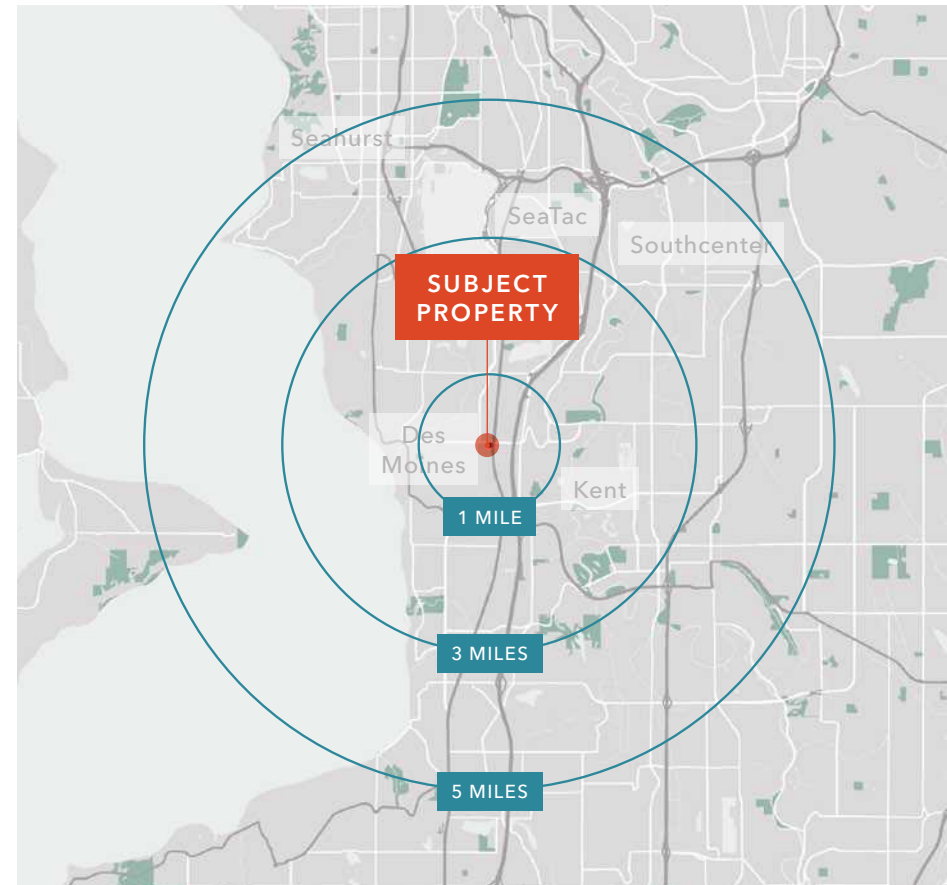 Seahurst
SeaTac
Southcenter
D
SUBJECT
PROPERTY
Des
Moines
Kent
1 MILE
3 MILES
5 MILES